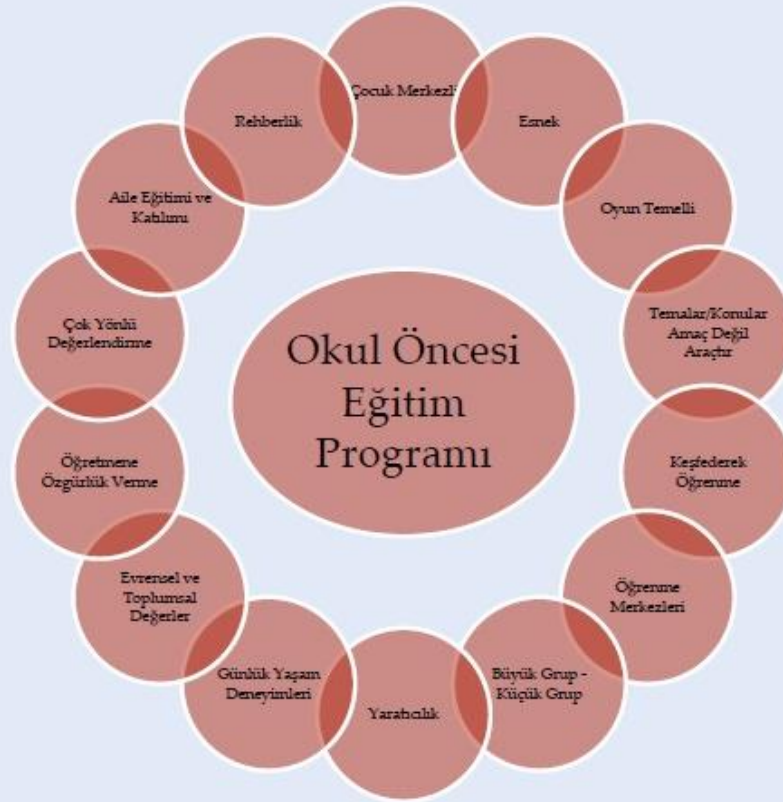 Okul Öncesi
Eğitim
Programı
Çocuk Merkezli
Esnek
Oyun Temelli
Temalar/Konular
Amaç Değil
Araçtır
Keşfederek
Öğrenme
Öğrenme
Merkezleri
Büyük Grup -
Küçük Grup
Yaratıcılık
Günlük Yaşam
Deneyimleri
Evrensel ve
Toplumsal
Değerler
Öğretmene
Özgürlük Verme
Çok Yönlü
Değerlendirme
Aile Eğitimi ve
Katılımı
Rehberlik